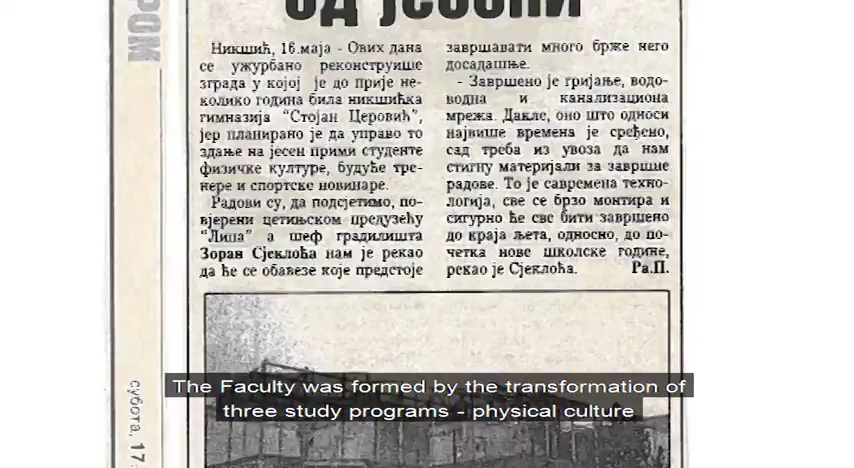 од јесени
Никшић, 16.маја - Ових дана
се ужурбано реконструише
зграда у којој је до прије не-
колико година била никшићка
гимназија “Стојан Церовић”,
јер планирано је да управо то
здање на јесен прими студенте
физичке културе, будуће тре-
нере и спортске новинаре.
Радови су, да подсјетимо, по-
вјерени цетињском предузећу
“Липа” а шеф градилишта
Зоран Сјеклоћа нам је рекао
да ће се обавезе које предстоје
завршавати много брже него
досадашње.
- Завршено је гријање, водо-
водна и канализациона
мрежа. Дакле, оно што односи
највише времена је сређено,
сад треба из увоза да нам
стигну материјали за завршне
радове. То је савремена техно-
логија, све се брзо монтира и
сигурно ће све бити завршено
до краја љета, односно, до по-
четка нове школске године,
рекао је Сјеклоћа. Ра.П.
субота, 17.
The Faculty was formed by the transformation of
three study programs - physical culture